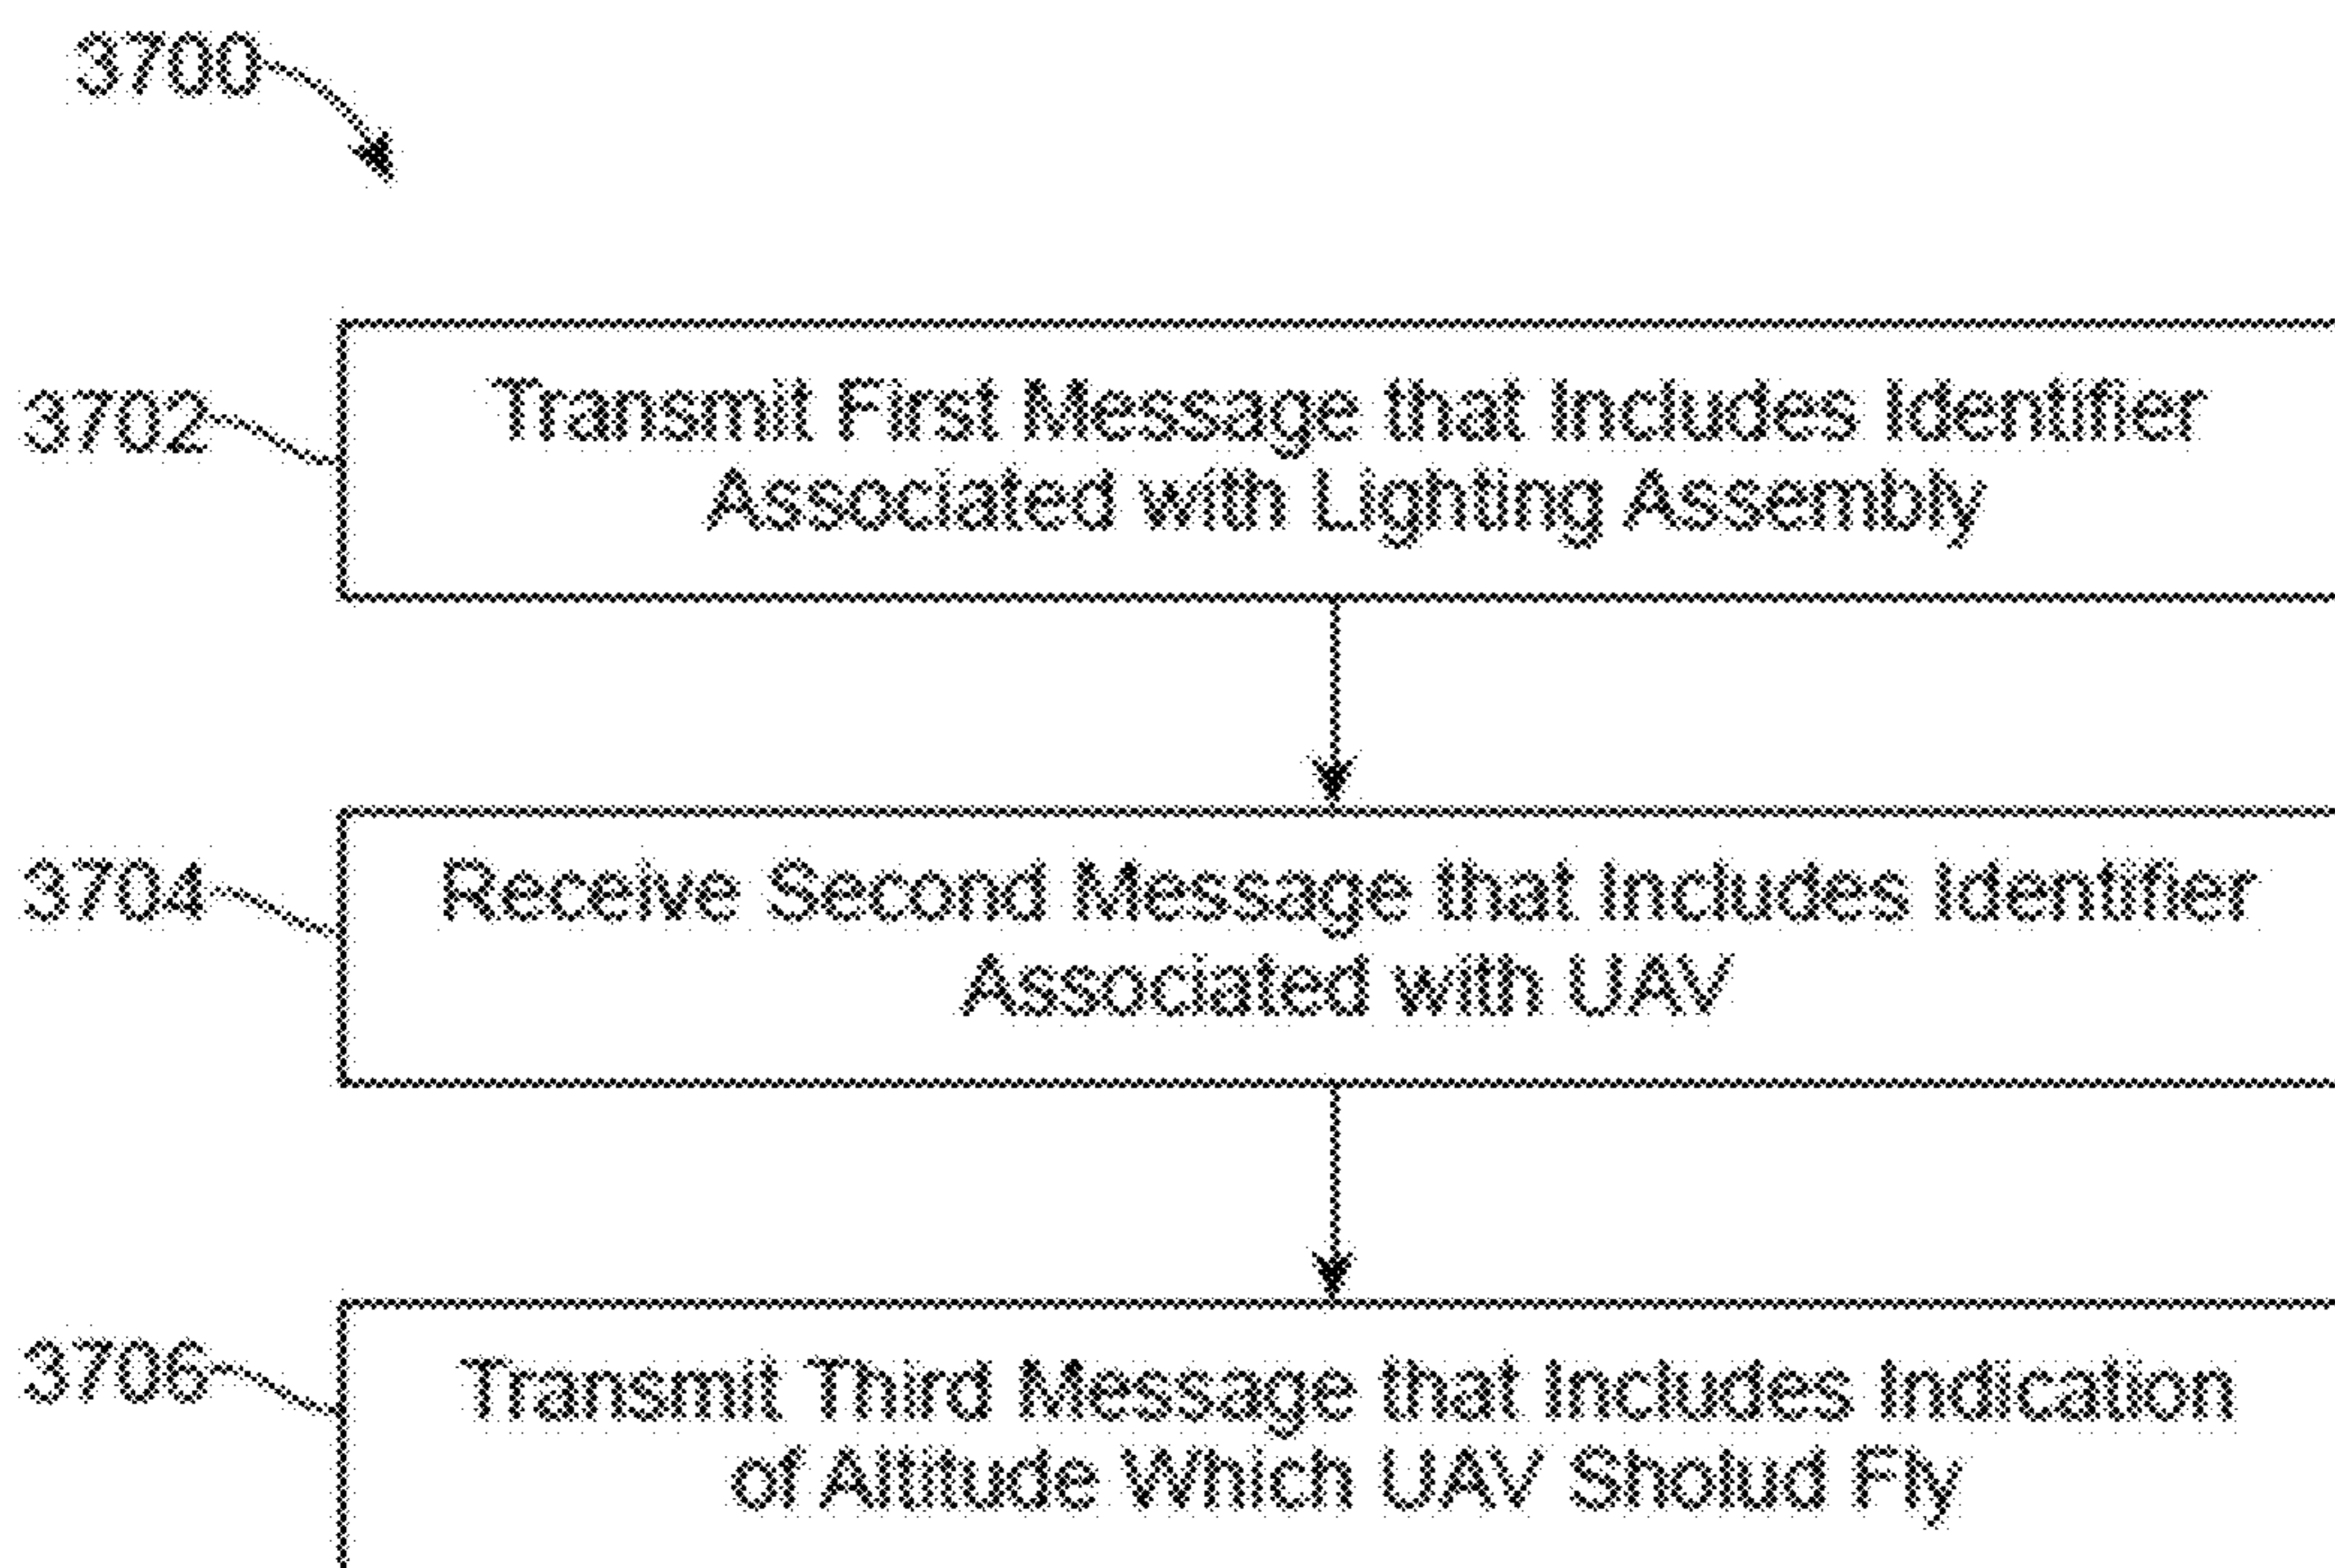 3700
3702
Transmit First Message that Includes Identifier
Associated with Lighting Assembly
3704
Receive Second Message that Includes Identifier
Associated with UAV
3706
Transmit Third Message that Includes Indication
of Altitude Which UAV Sholud Fly